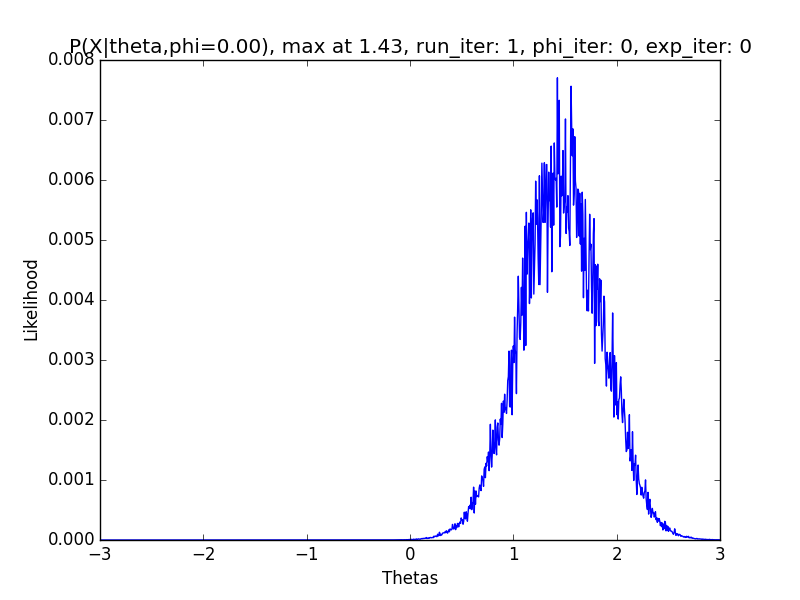 P(X|theta,phi=0.00), max at 1.43, run_iter: 1, phi_iter: 0, exp_iter: 0
0.008
0.007
0.006
0.005
0.004
0.003
0.002
0.001
0.000
Likelihood
−3 −2 −1 0 1 2 3
Thetas